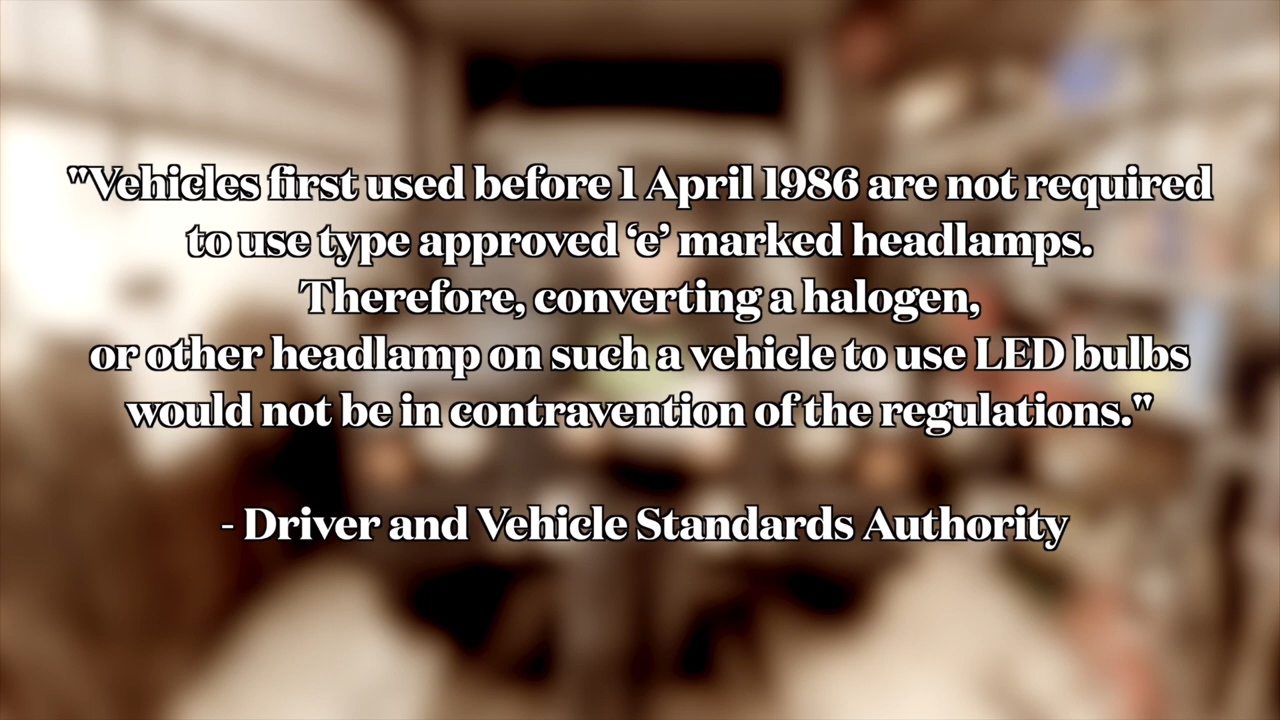 "Vehicles first used before 1 April 1986 are not required
to use type approved ‘e’ marked headlamps.
Therefore, converting a halogen,
or other headlamp on such a vehicle to use LED bulbs
would not be in contravention of the regulations."
- Driver and Vehicle Standards Authority